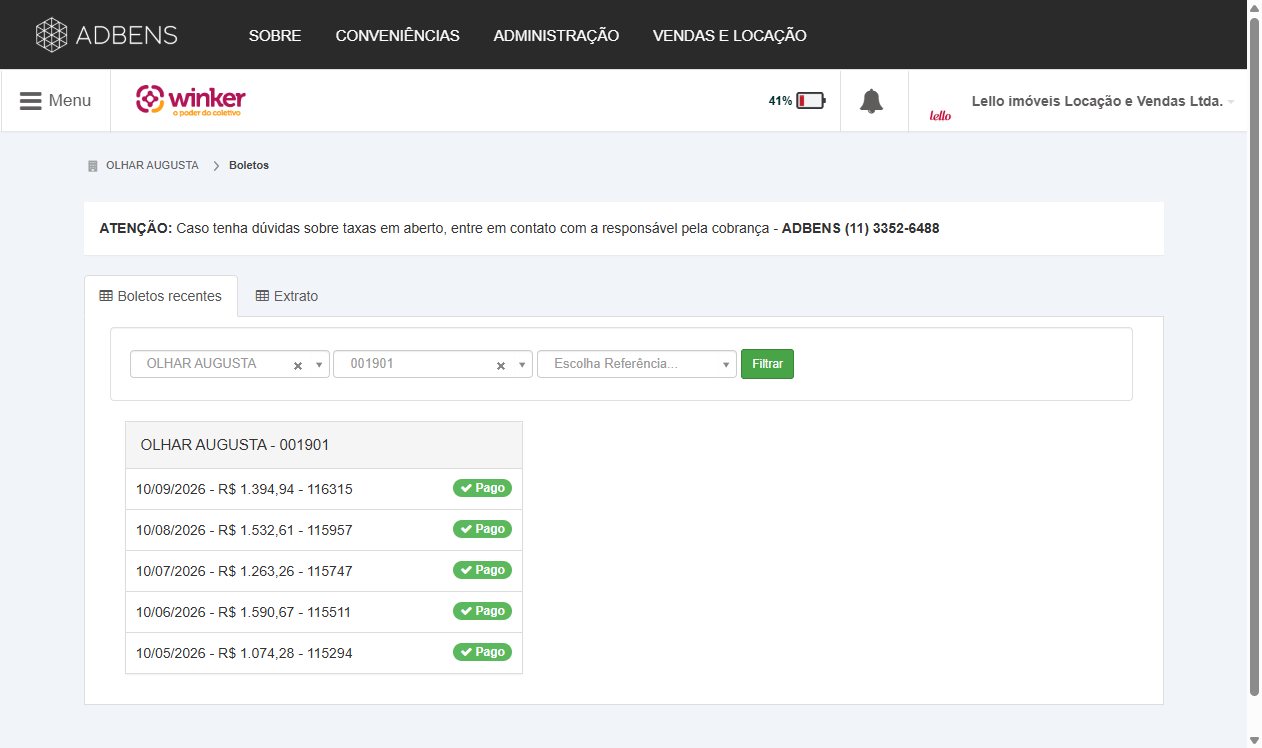 ADBENS SOBRE CONVENIÊNCIAS ADMINISTRAÇÃO VENDAS E LOCAÇÃO
Menu winker 41% lello Lello imóveis Locação e Vendas Ltda.
o poder do coletivo
OLHAR AUGUSTA Boletos
ATENÇÃO: Caso tenha dúvidas sobre taxas em aberto, entre em contato com a responsável pela cobrança - ADBENS (11) 3352-6488
Boletos recentes Extrato
OLHAR AUGUSTA × 001901 × Escolha Referência... Filtrar
OLHAR AUGUSTA - 001901
10/09/2026 - R$ 1.394,94 - 116315 Pago
10/08/2026 - R$ 1.532,61 - 115957 Pago
10/07/2026 - R$ 1.263,26 - 115747 Pago
10/06/2026 - R$ 1.590,67 - 115511 Pago
10/05/2026 - R$ 1.074,28 - 115294 Pago